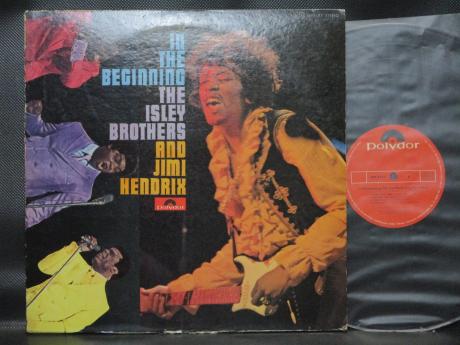 IN
THE
BEGINNING
THE
ISLEY
BROTHERS
AND
JIMI
HENDRIX
Polydor
Polydor